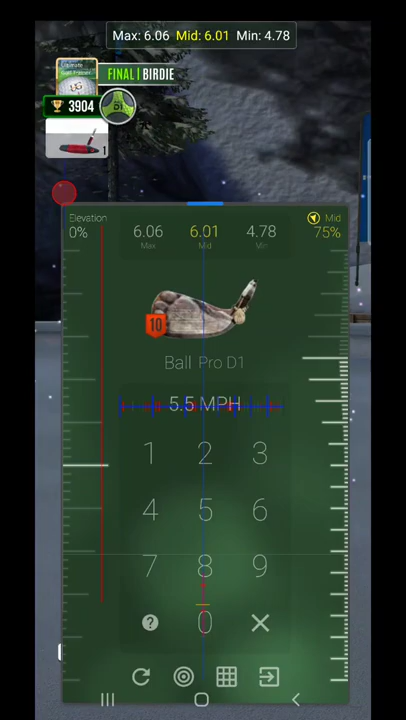 Max: 6.06 Mid: 6.01 Min: 4.78
FINAL | BIRDIE
3904
D1
1
Elevation
0%
6.06
Max
6.01
Mid
4.78
Min
Mid
75%
10
Ball Pro D1
5.5 MPH
1 2 3
4 5 6
7 8 9
? 0 ×